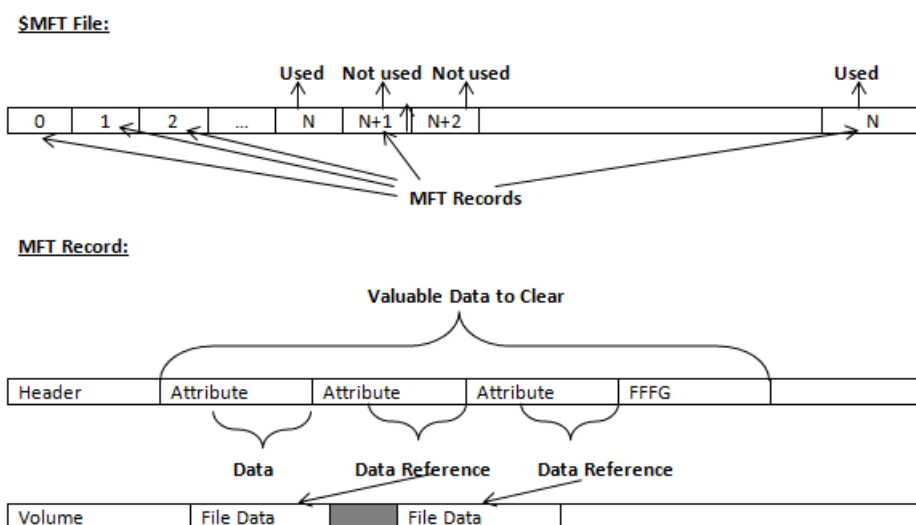 $MFT File:
Used Not used Not used Used
0 1 2 ... N N+1 N+2 N
MFT Records
MFT Record:
Valuable Data to Clear
Header Attribute Attribute Attribute FFFG
Data Data Reference Data Reference
Volume File Data File Data